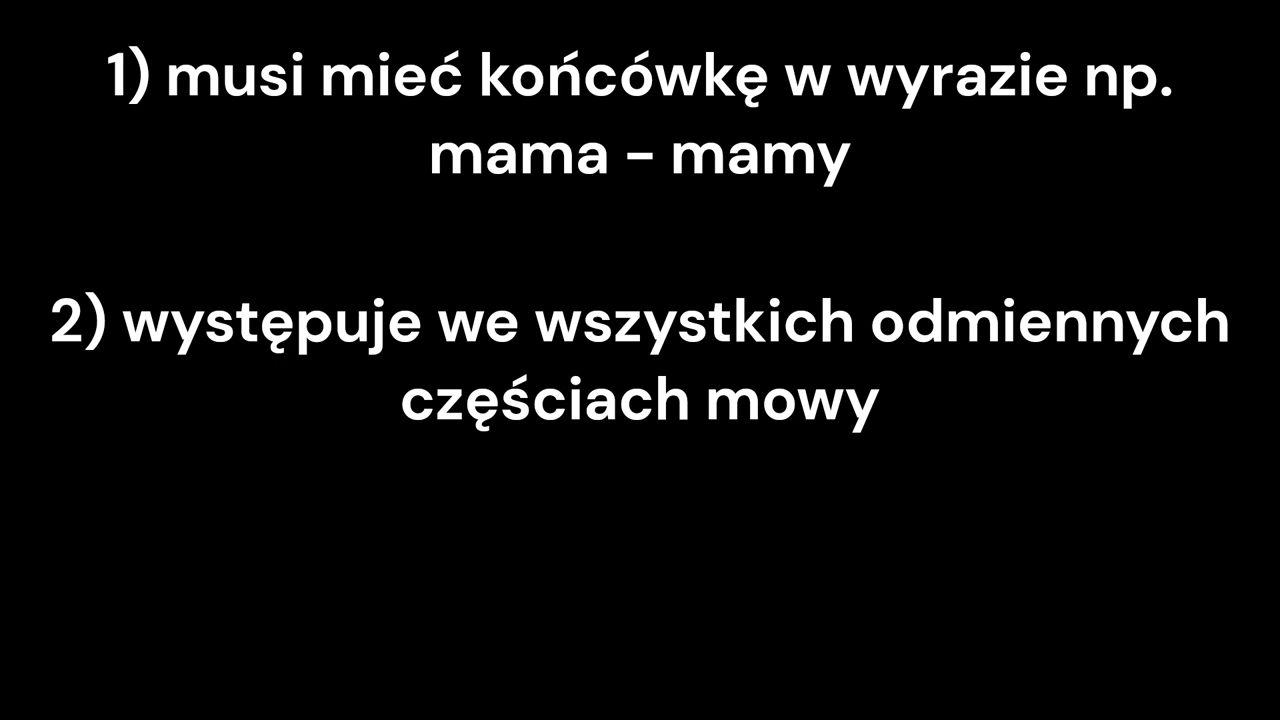 1) musi mieć końcówkę w wyrazie np.
mama - mamy
2) występuje we wszystkich odmiennych
częściach mowy